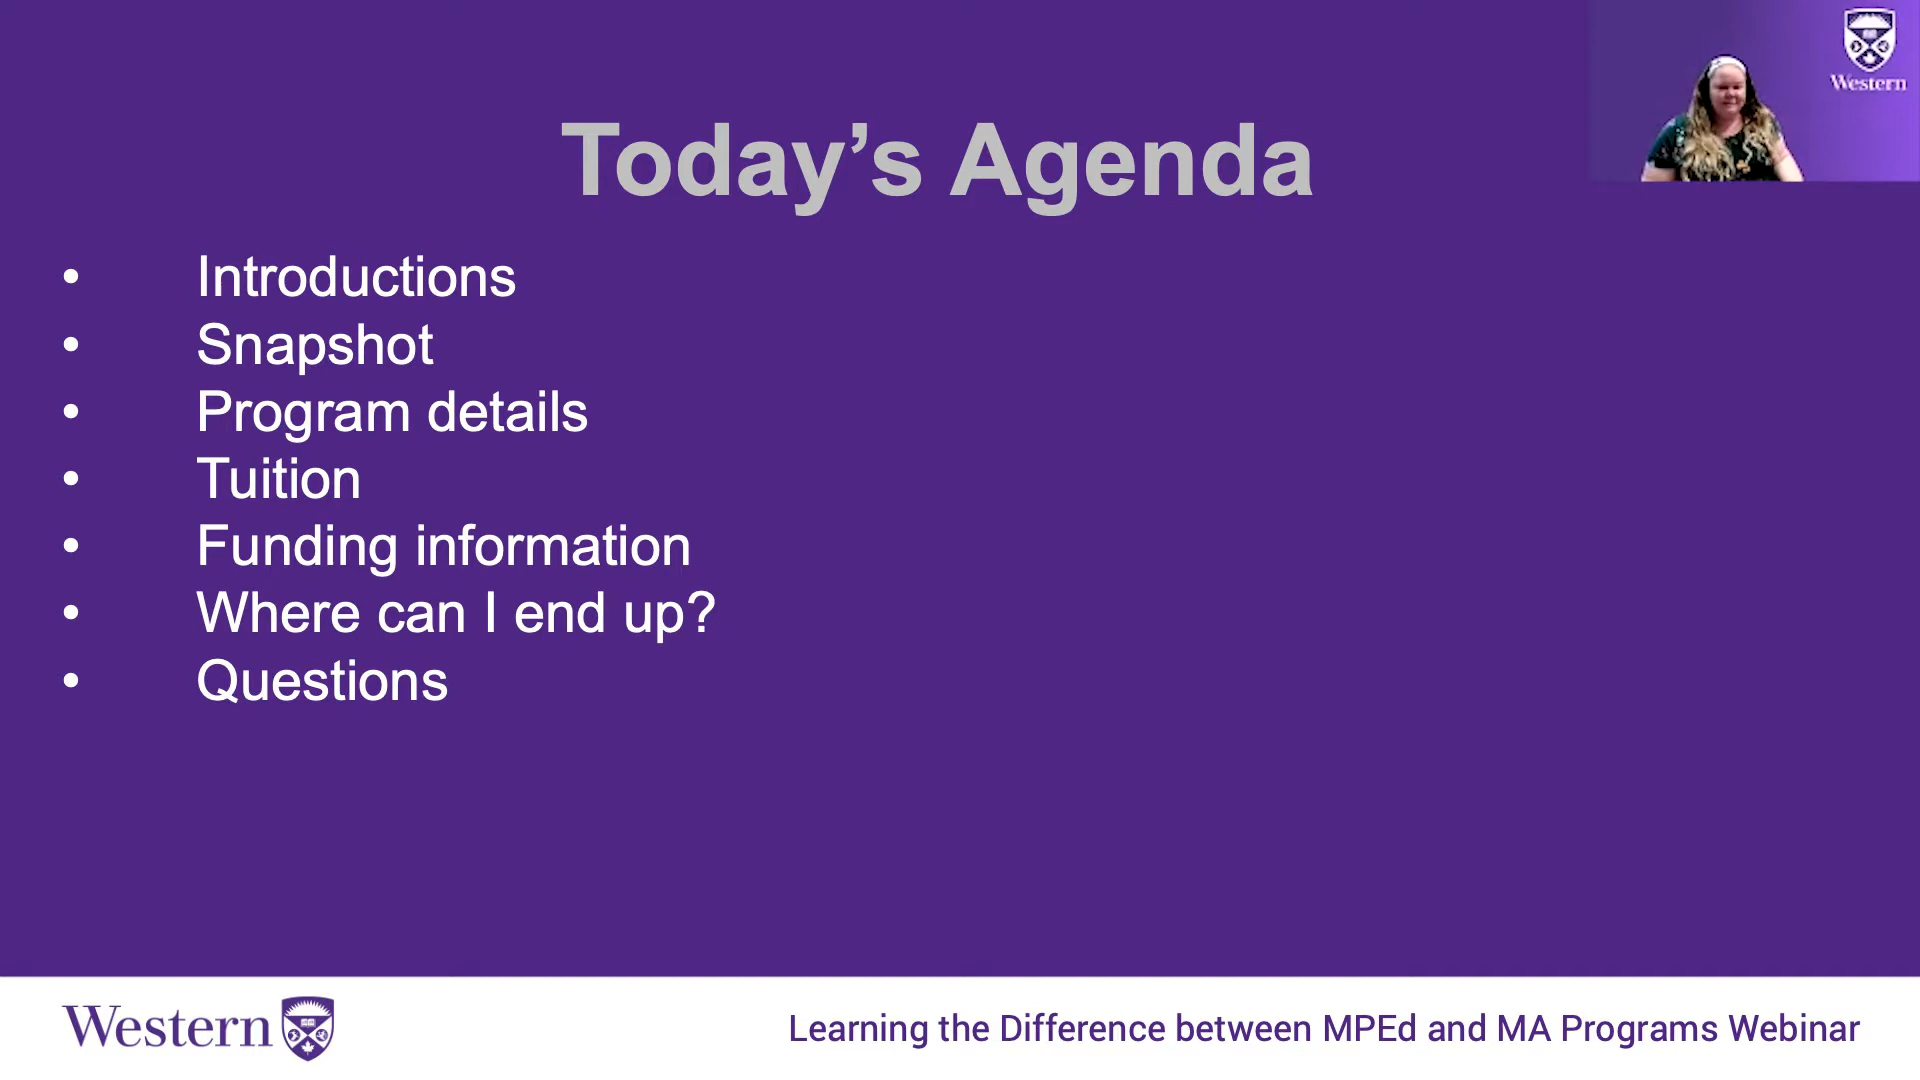 Western
Today’s Agenda
• Introductions
• Snapshot
• Program details
• Tuition
• Funding information
• Where can I end up?
• Questions
Western
Learning the Difference between MPEd and MA Programs Webinar